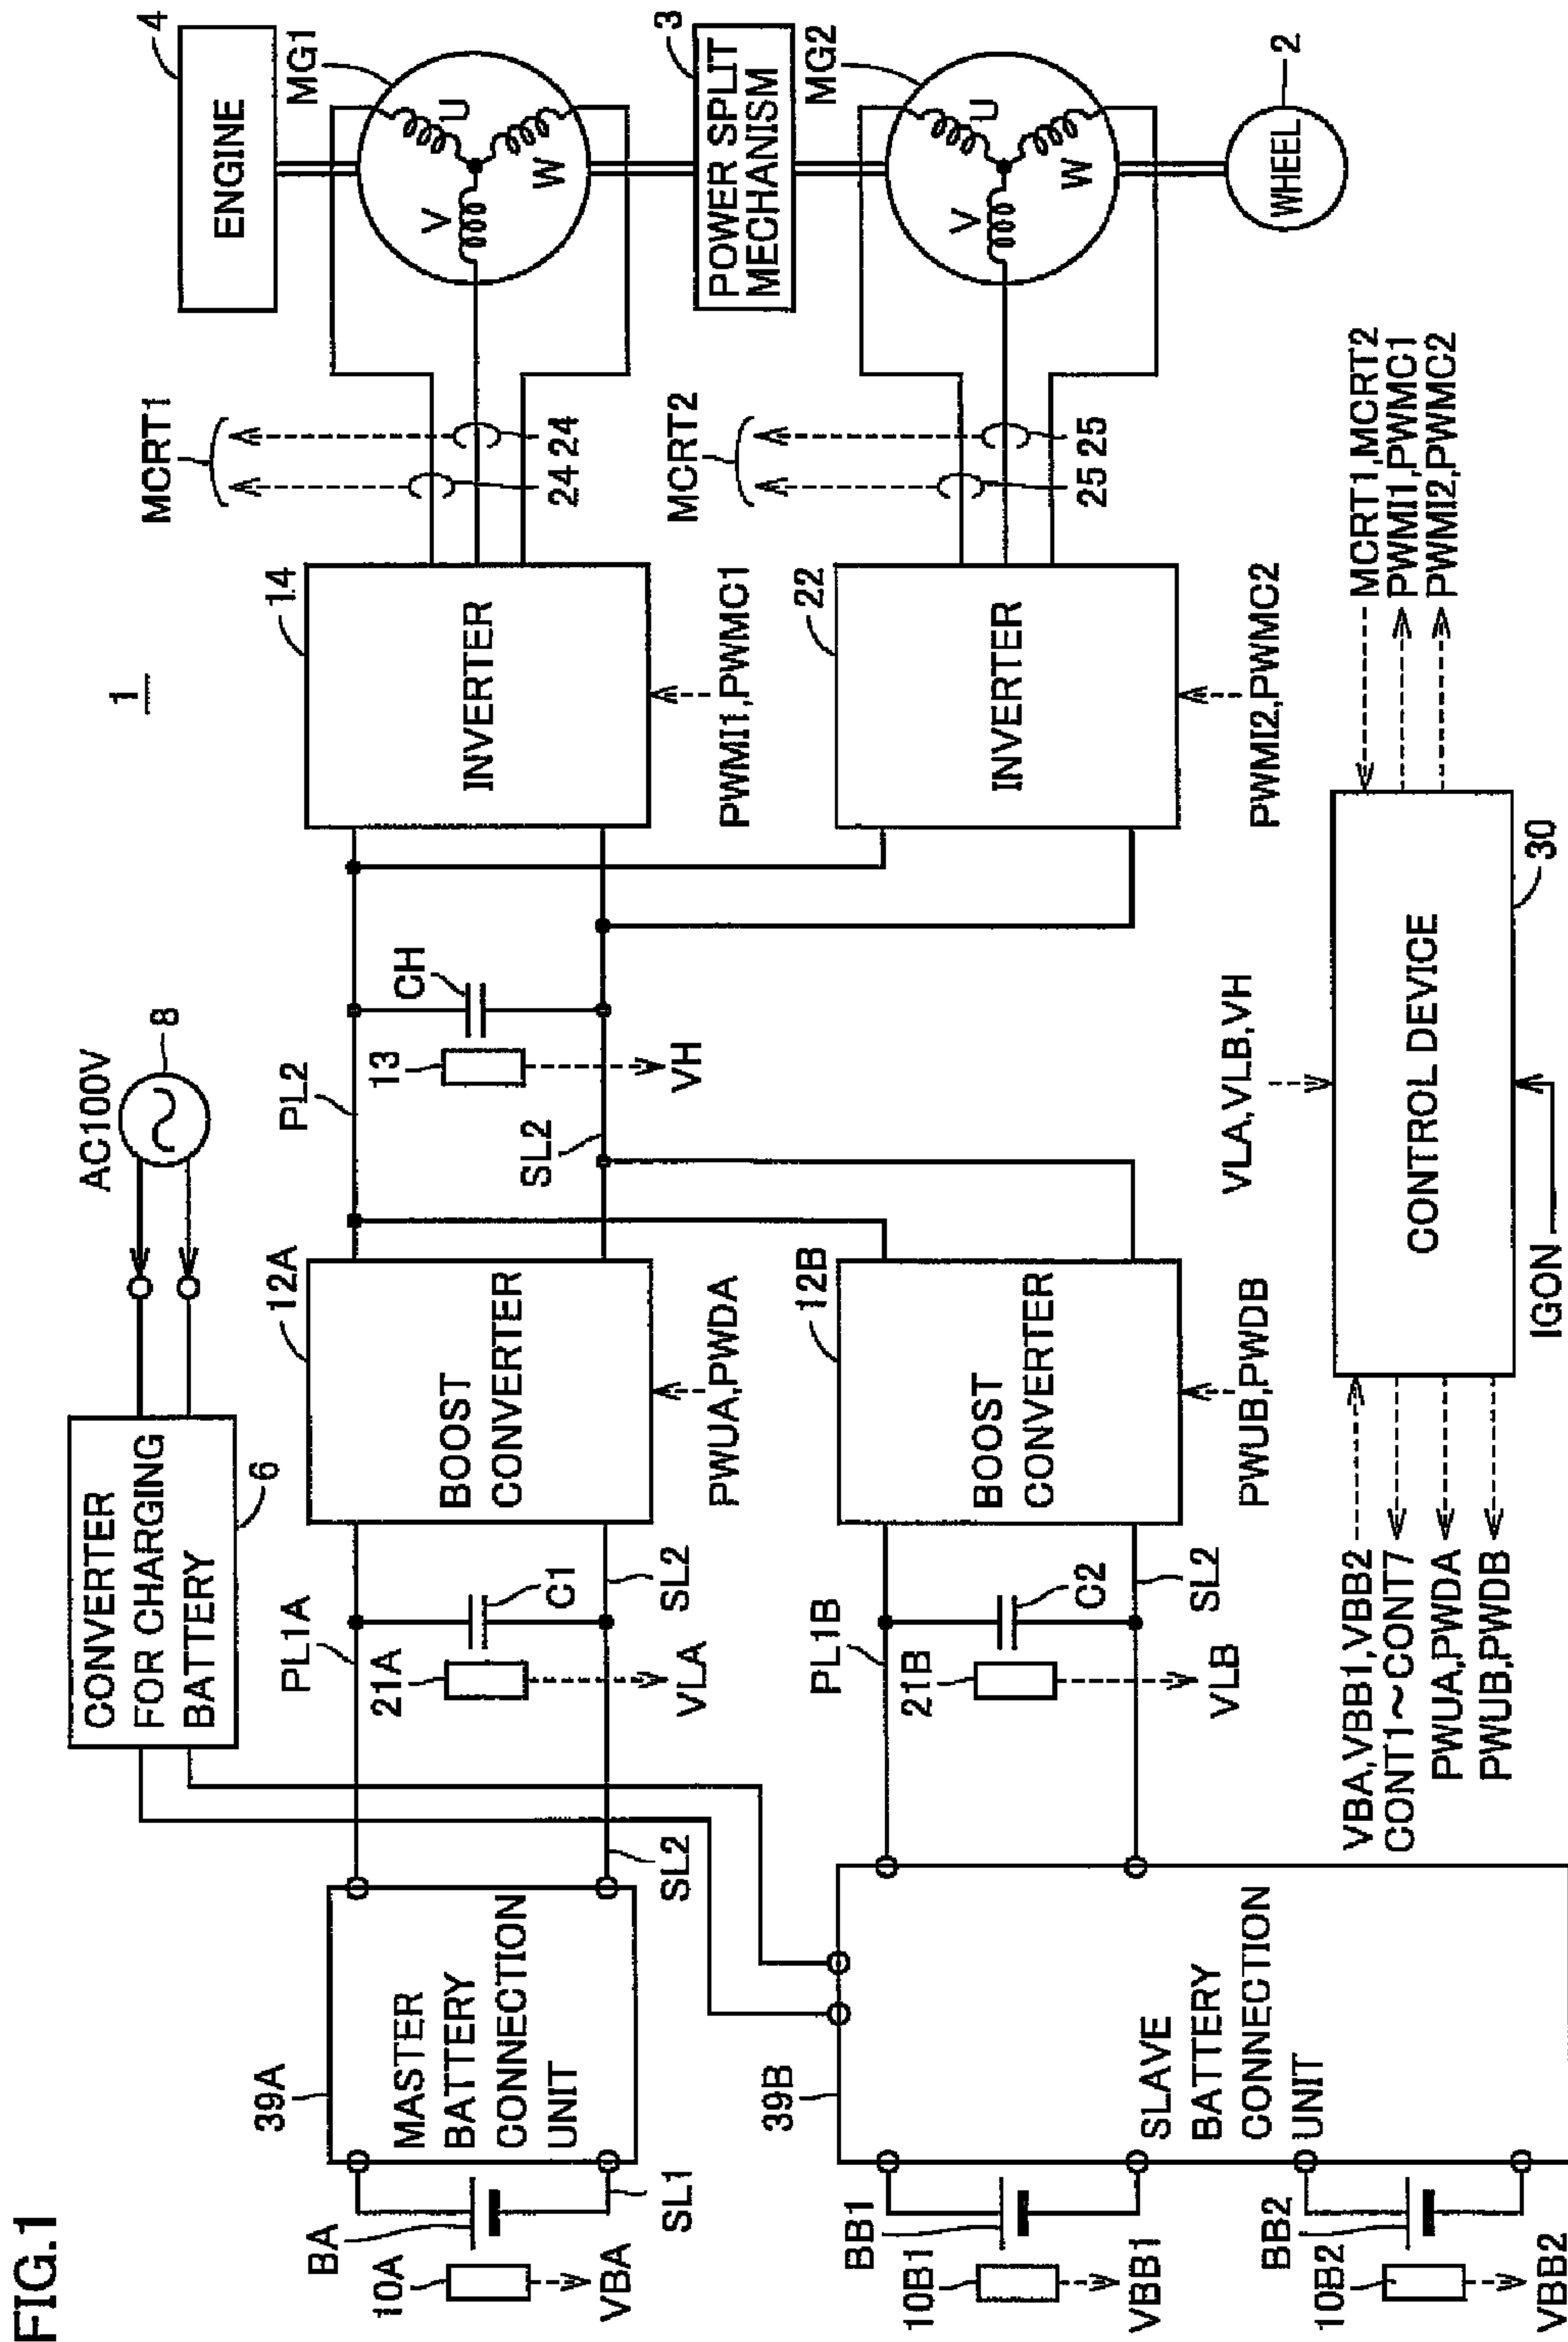 FIG.1
1
AC100V
8
CONVERTER
FOR CHARGING
BATTERY
6
4
ENGINE
MG1
U
V
W
3
POWER SPLIT
MECHANISM
MG2
U
V
W
WHEEL
2
MCRT1
24
24
MCRT2
25
25
14
INVERTER
PWMI1,PWMC1
22
INVERTER
PWMI2,PWMC2
PL2
CH
13
VH
SL2
12A
BOOST
CONVERTER
PWUA,PWDA
12B
BOOST
CONVERTER
PWUB,PWDB
PL1A
C1
21A
VLA
SL2
SL2
PL1B
C2
21B
VLB
SL2
39A
MASTER
BATTERY
CONNECTION
UNIT
BA
10A
VBA
SL1
39B
SLAVE
BATTERY
CONNECTION
UNIT
BB1
10B1
VBB1
BB2
10B2
VBB2
VLA,VLB,VH
CONTROL DEVICE
30
IGON
VBA,VBB1,VBB2
CONT1~CONT7
PWUA,PWDA
PWUB,PWDB
MCRT1,MCRT2
PWMI1,PWMC1
PWMI2,PWMC2